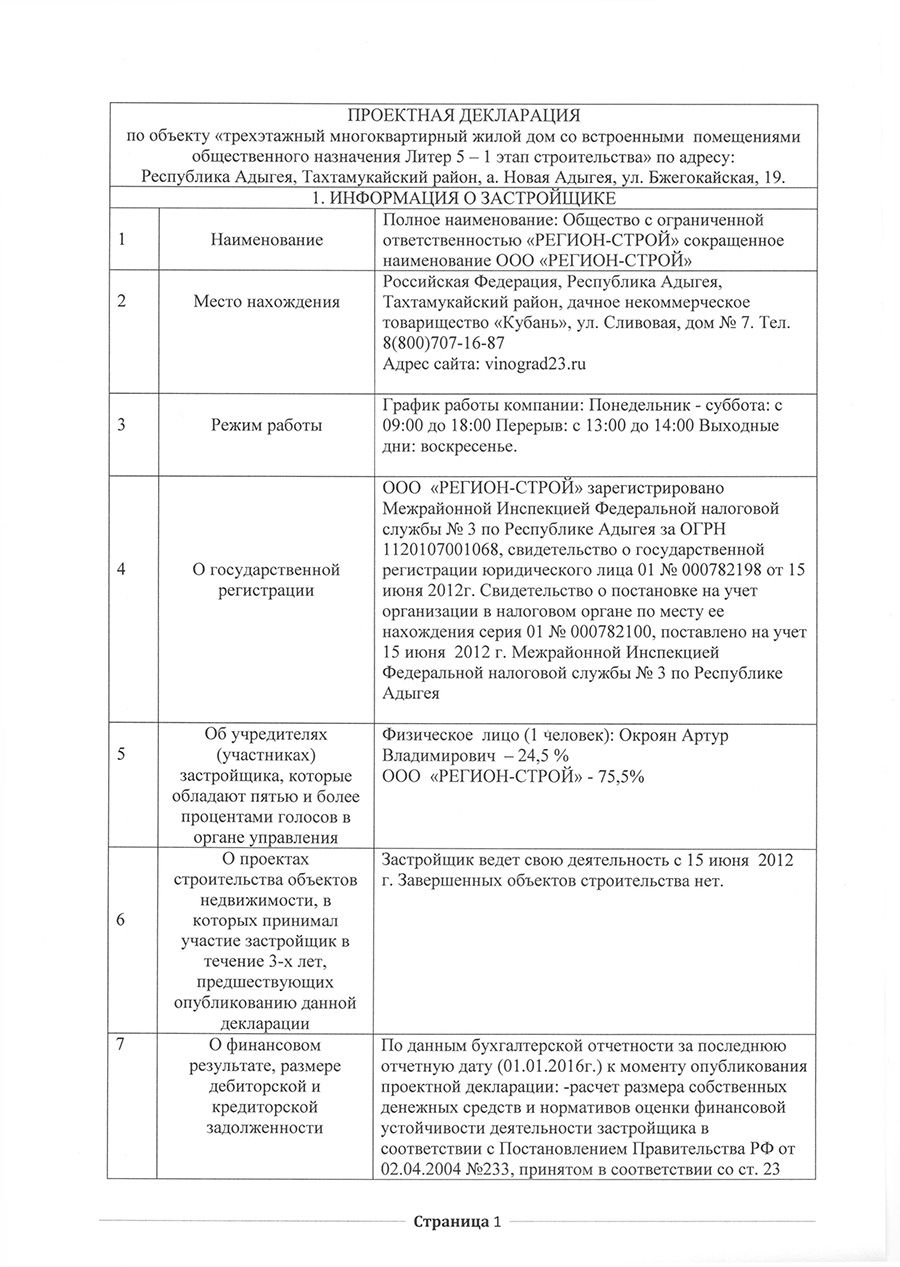 ПРОЕКТНАЯ ДЕКЛАРАЦИЯ
по объекту «трехэтажный многоквартирный жилой дом со встроенными помещениями
общественного назначения Литер 5 – 1 этап строительства» по адресу:
Республика Адыгея, Тахтамукайский район, а. Новая Адыгея, ул. Бжегокайская, 19.
1. ИНФОРМАЦИЯ О ЗАСТРОЙЩИКЕ
1
Наименование
Полное наименование: Общество с ограниченной
ответственностью «РЕГИОН-СТРОЙ» сокращенное
наименование ООО «РЕГИОН-СТРОЙ»
2
Место нахождения
Российская Федерация, Республика Адыгея,
Тахтамукайский район, дачное некоммерческое
товарищество «Кубань», ул. Сливовая, дом № 7. Тел.
8(800)707-16-87
Адрес сайта: vinograd23.ru
3
Режим работы
График работы компании: Понедельник - суббота: с
09:00 до 18:00 Перерыв: с 13:00 до 14:00 Выходные
дни: воскресенье.
4
О государственной
регистрации
ООО «РЕГИОН-СТРОЙ» зарегистрировано
Межрайонной Инспекцией Федеральной налоговой
службы № 3 по Республике Адыгея за ОГРН
1120107001068, свидетельство о государственной
регистрации юридического лица 01 № 000782198 от 15
июня 2012г. Свидетельство о постановке на учет
организации в налоговом органе по месту ее
нахождения серия 01 № 000782100, поставлено на учет
15 июня 2012 г. Межрайонной Инспекцией
Федеральной налоговой службы № 3 по Республике
Адыгея
5
Об учредителях
(участниках)
застройщика, которые
обладают пятью и более
процентами голосов в
органе управления
Физическое лицо (1 человек): Окроян Артур
Владимирович – 24,5 %
ООО «РЕГИОН-СТРОЙ» - 75,5%
6
О проектах
строительства объектов
недвижимости, в
которых принимал
участие застройщик в
течение 3-х лет,
предшествующих
опубликованию данной
декларации
Застройщик ведет свою деятельность с 15 июня 2012
г. Завершенных объектов строительства нет.
7
О финансовом
результате, размере
дебиторской и
кредиторской
задолженности
По данным бухгалтерской отчетности за последнюю
отчетную дату (01.01.2016г.) к моменту опубликования
проектной декларации: -расчет размера собственных
денежных средств и нормативов оценки финансовой
устойчивости деятельности застройщика в
соответствии с Постановлением Правительства РФ от
02.04.2004 №233, принятом в соответствии со ст. 23
Страница 1